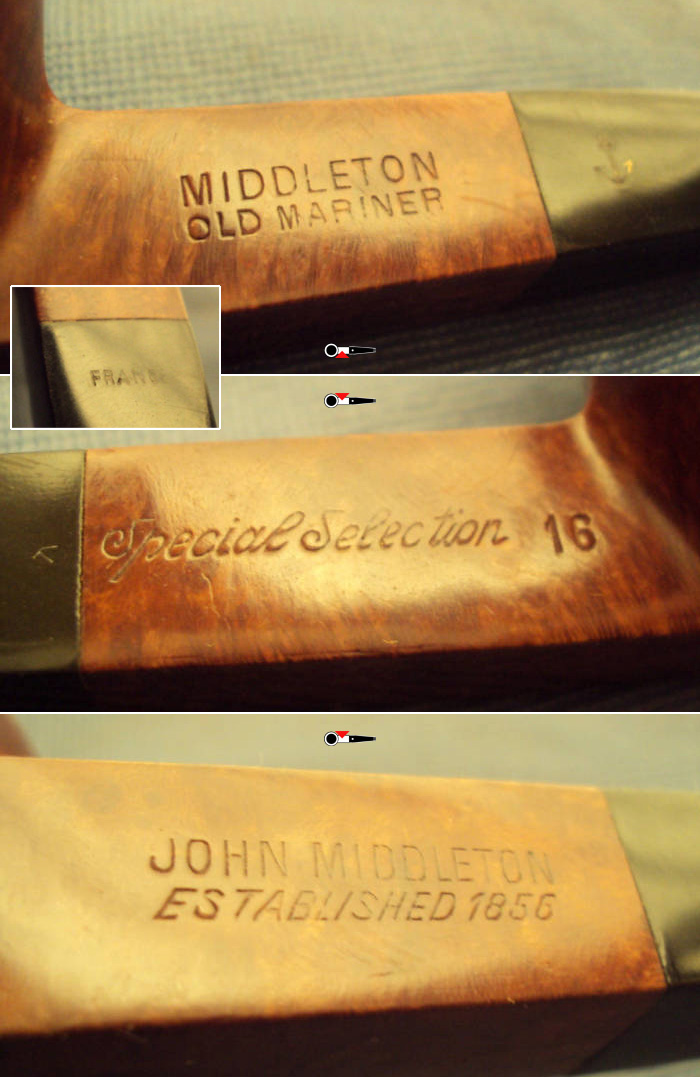 MIDDLETON
OLD MARINER
FRANCE
Special Selection 16
JOHN MIDDLETON
ESTABLISHED 1856